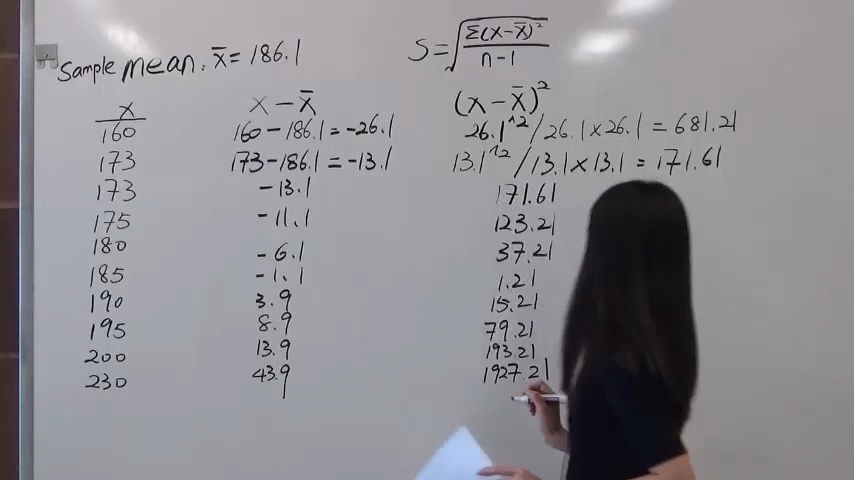 Sample mean: x̄ = 186.1
S = √(Σ(x-x̄)² / n-1)
x
x - x̄
(x - x̄)²
160
160 - 186.1 = -26.1
26.1^2 / 26.1 x 26.1 = 681.21
173
173 - 186.1 = -13.1
13.1^2 / 13.1 x 13.1 = 171.61
173
-13.1
171.61
175
-11.1
123.21
180
-6.1
37.21
185
-1.1
1.21
190
3.9
15.21
195
8.9
79.21
200
13.9
193.21
230
43.9
1927.21